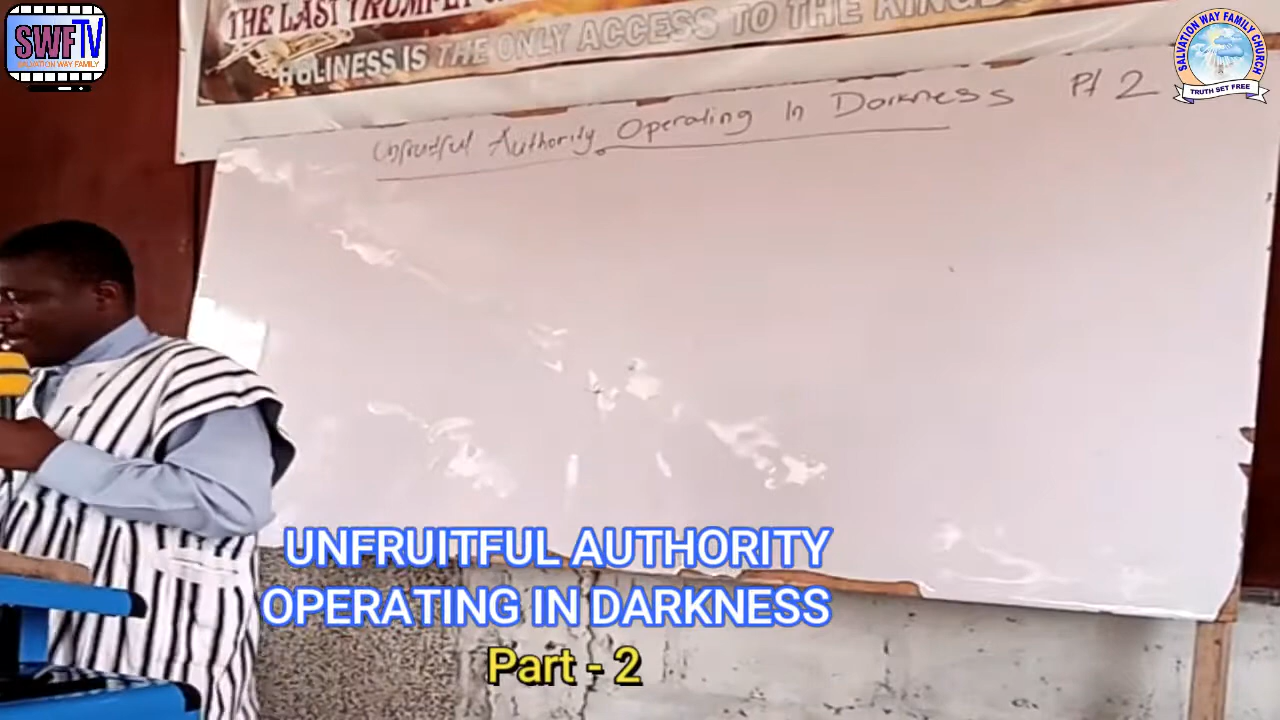 SWFTV
SALVATION WAY FAMILY
THE LAST TRUMPET
HOLINESS IS THE ONLY ACCESS TO THE
SALVATION WAY FAMILY CHURCH
TRUTH SET FREE
Unfruitful Authority Operating In Darkness Pt 2
UNFRUITFUL AUTHORITY
OPERATING IN DARKNESS
Part - 2